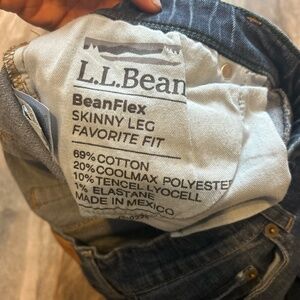 L.L.Bean
BeanFlex
SKINNY LEG
FAVORITE FIT
69% COTTON
20% COOLMAX POLYESTER
10% TENCEL LYOCELL
1% ELASTANE
MADE IN MEXICO